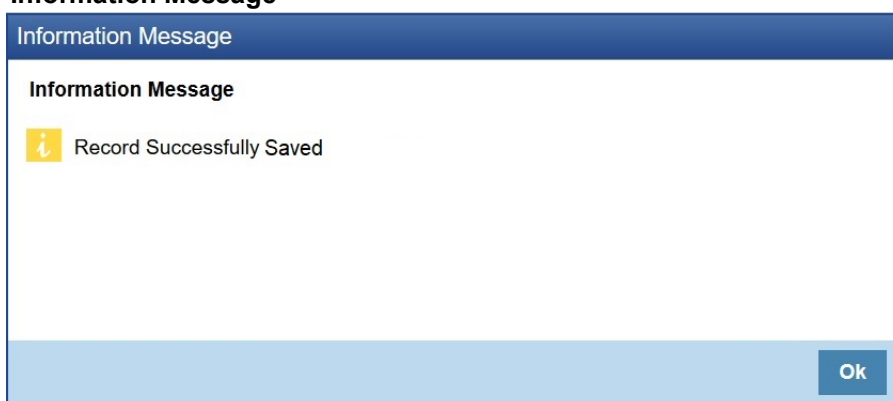 Information Message
Information Message
Information Message
i Record Successfully Saved
Ok